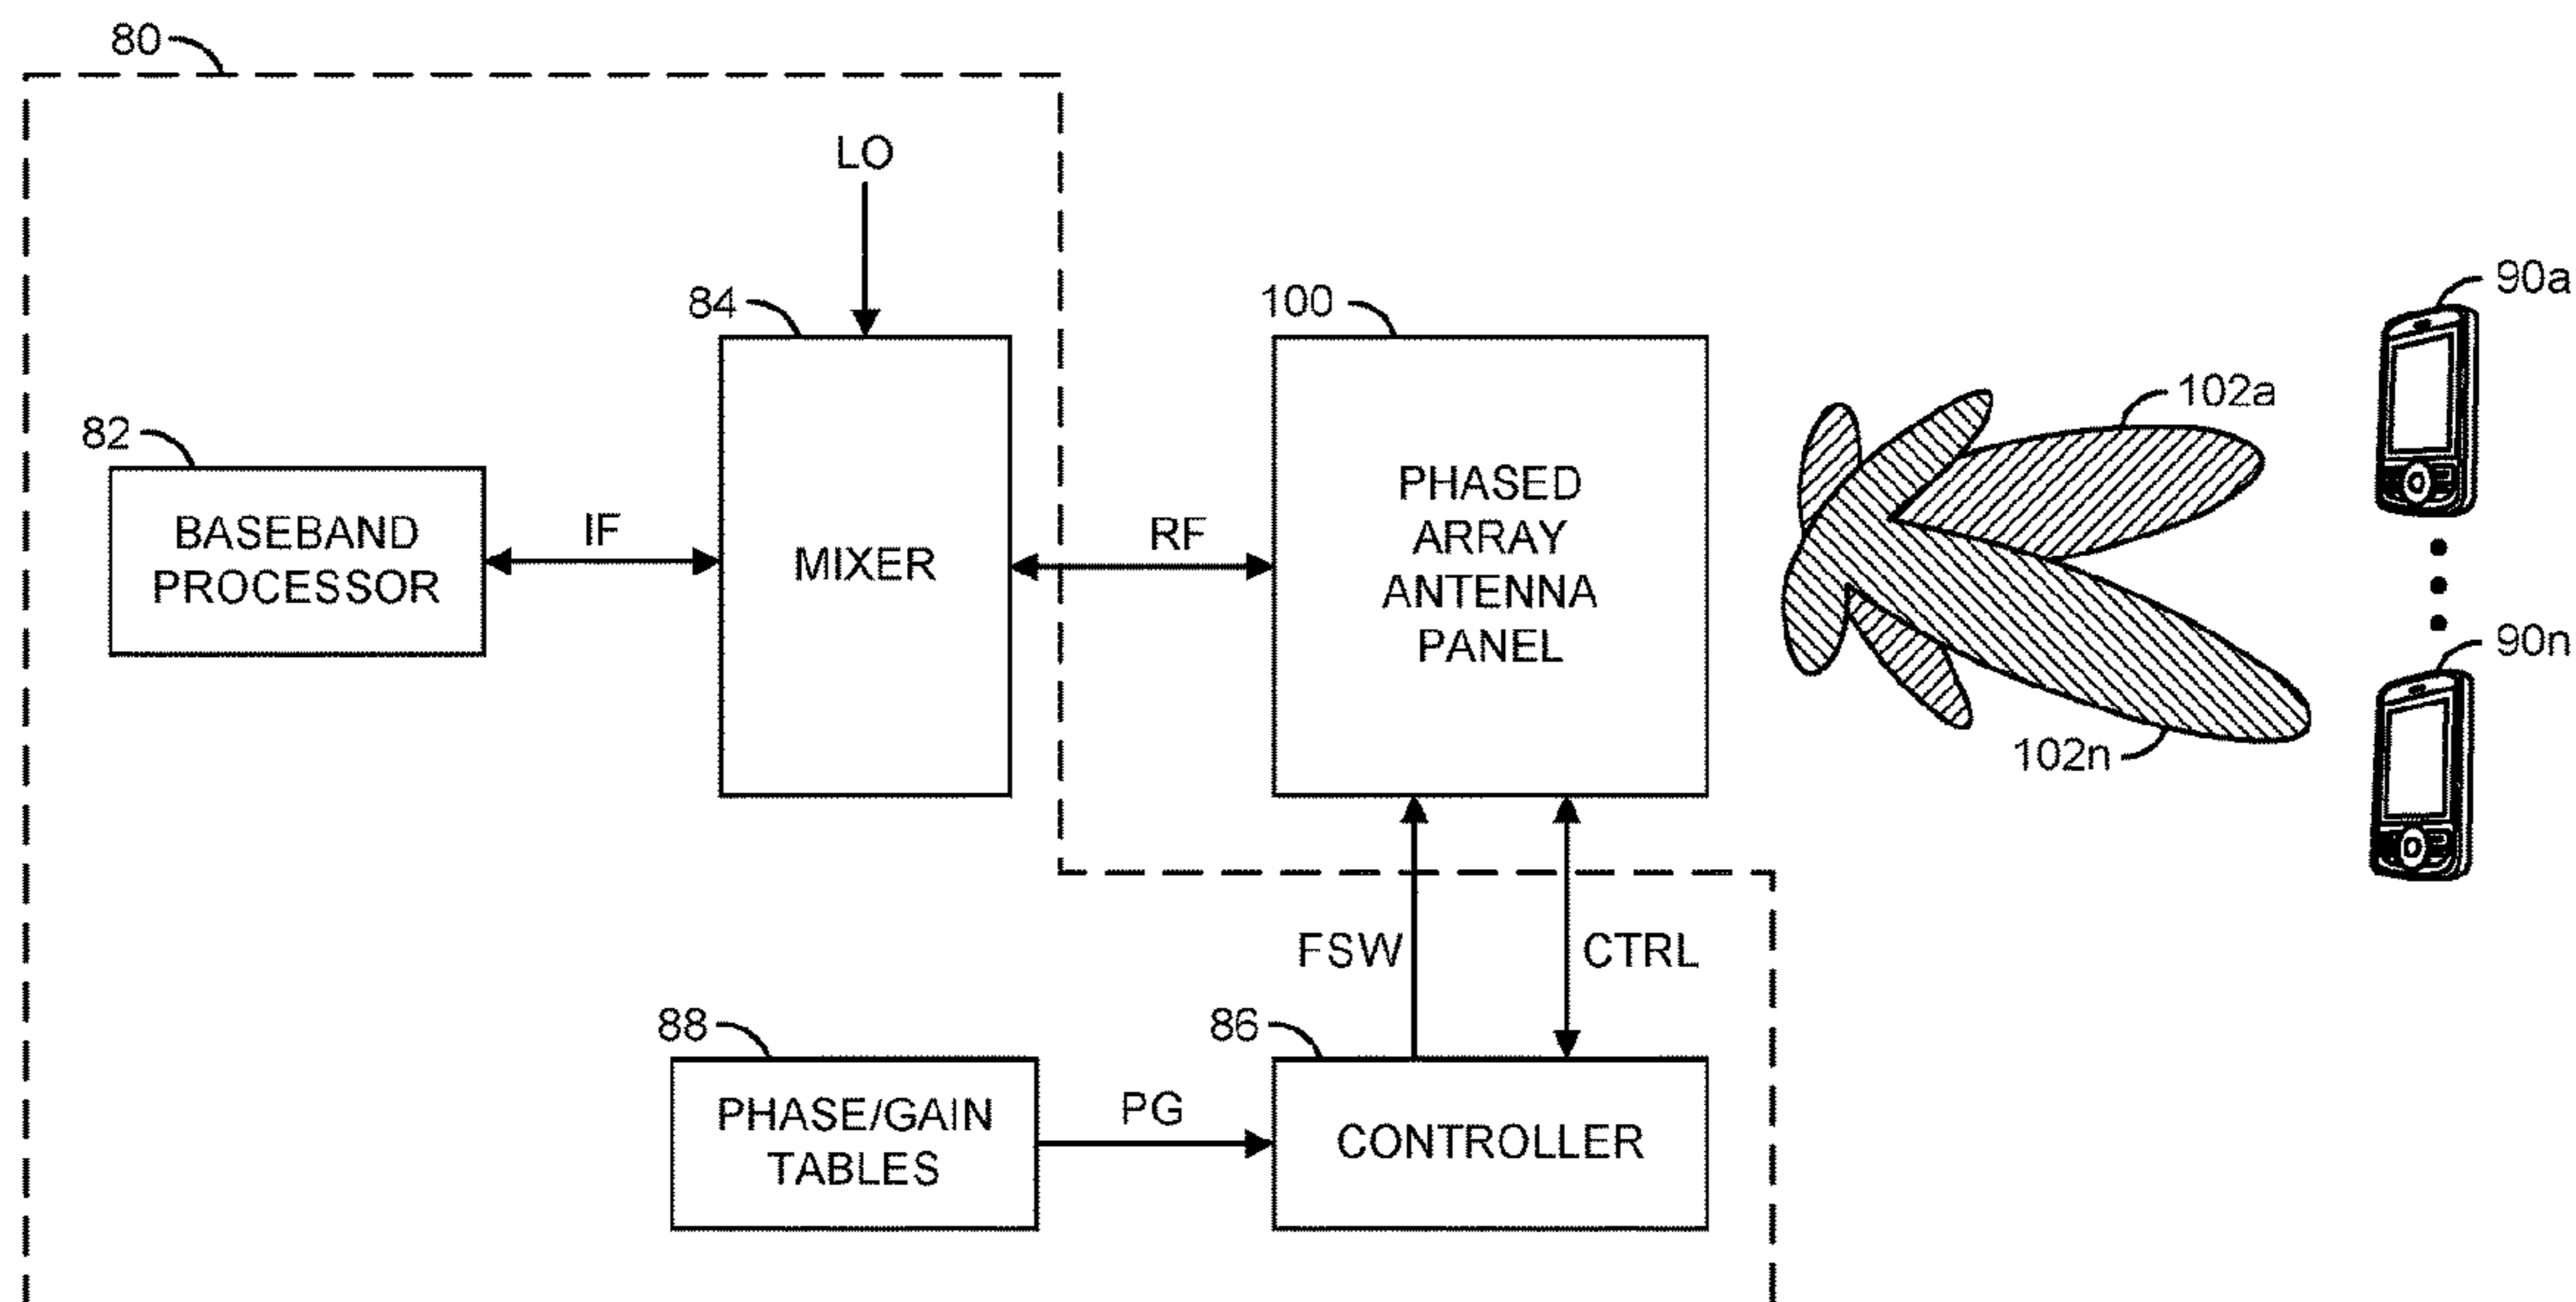 80
LO
84
100
90a
102a
82
BASEBAND
PROCESSOR
IF
MIXER
RF
PHASED
ARRAY
ANTENNA
PANEL
90n
102n
FSW
CTRL
88
86
PHASE/GAIN
TABLES
PG
CONTROLLER